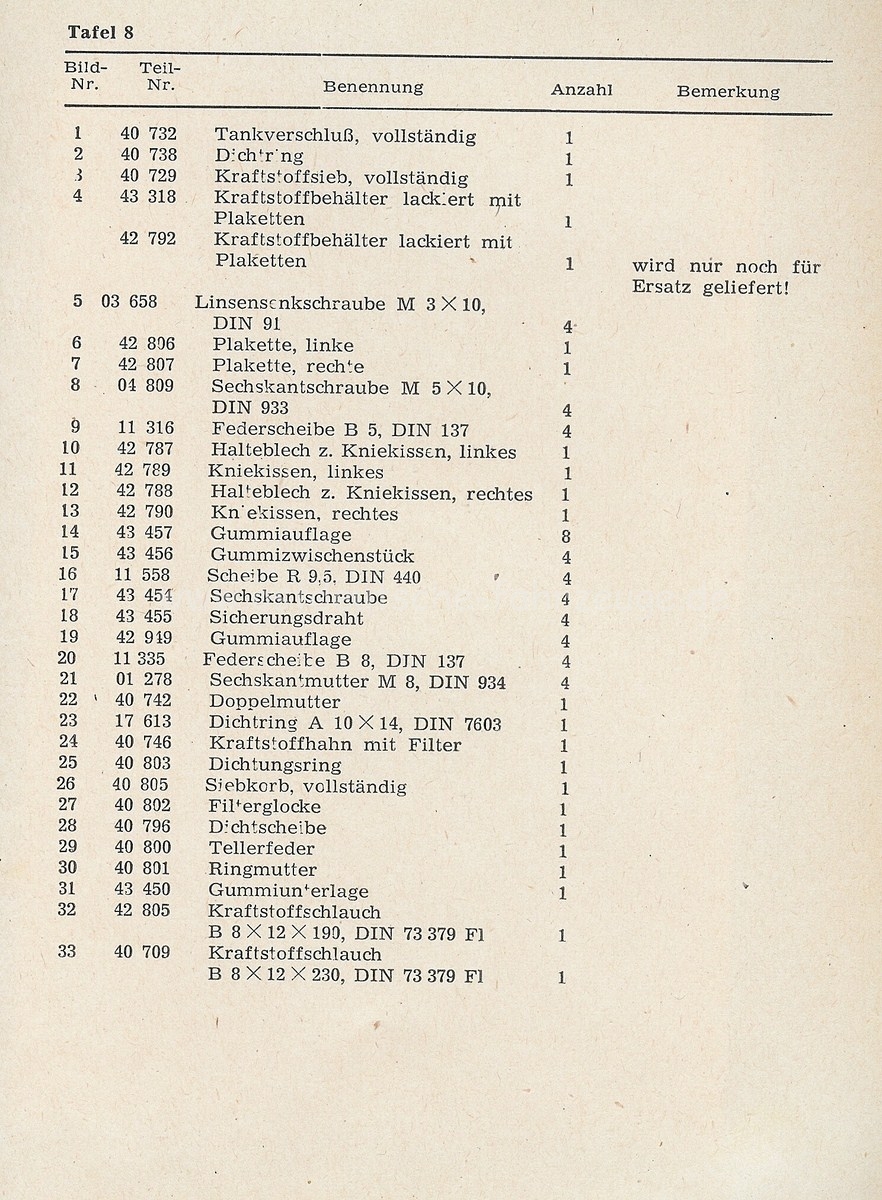 Tafel 8
Bild-Nr. Teil-Nr. Benennung Anzahl Bemerkung
1 40 732 Tankverschluß, vollständig 1
2 40 738 Dichtring 1
3 40 729 Kraftstoffsieb, vollständig 1
4 43 318 Kraftstoffbehälter lackiert mit
Plaketten 1
42 792 Kraftstoffbehälter lackiert mit
Plaketten 1 wird nur noch für
Ersatz geliefert!
5 03 658 Linsensenkschraube M 3 × 10,
DIN 91 4
6 42 806 Plakette, linke 1
7 42 807 Plakette, rechte 1
8 04 809 Sechskantschraube M 5 × 10,
DIN 933 4
9 11 316 Federscheibe B 5, DIN 137 4
10 42 787 Halteblech z. Kniekissen, linkes 1
11 42 789 Kniekissen, linkes 1
12 42 788 Halteblech z. Kniekissen, rechtes 1
13 42 790 Kniekissen, rechtes 1
14 43 457 Gummiauflage 8
15 43 456 Gummizwischenstück 4
16 11 558 Scheibe R 9,5, DIN 440 4
17 43 454 Sechskantschraube 4
18 43 455 Sicherungsdraht 4
19 42 949 Gummiauflage 4
20 11 335 Federscheibe B 8, DIN 137 4
21 01 278 Sechskantmutter M 8, DIN 934 4
22 40 742 Doppelmutter 1
23 17 613 Dichtring A 10 × 14, DIN 7603 1
24 40 746 Kraftstoffhahn mit Filter 1
25 40 803 Dichtungsring 1
26 40 805 Siebkorb, vollständig 1
27 40 802 Filterglocke 1
28 40 796 Dichtscheibe 1
29 40 800 Tellerfeder 1
30 40 801 Ringmutter 1
31 43 450 Gummiunterlage 1
32 42 805 Kraftstoffschlauch
B 8 × 12 × 190, DIN 73 379 Fl 1
33 40 709 Kraftstoffschlauch
B 8 × 12 × 230, DIN 73 379 Fl 1